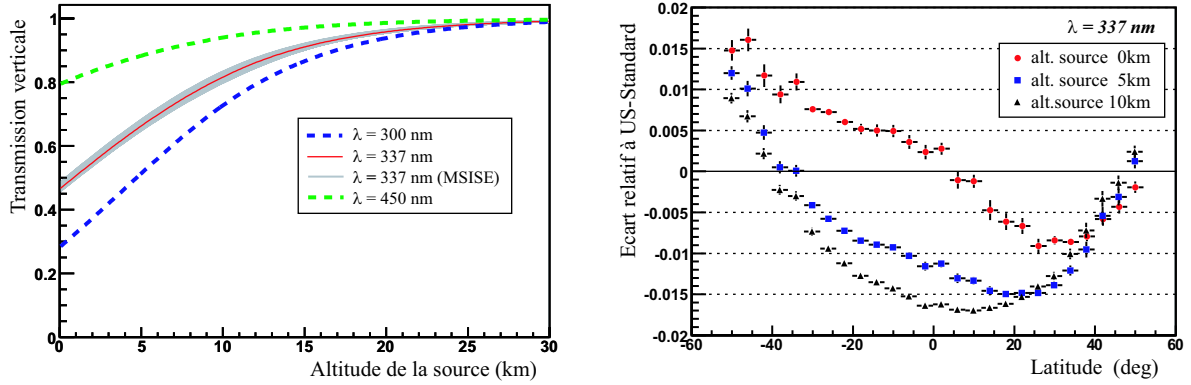 Transmission verticale
1
0.8
0.6
0.4
0.2
0
0
5
10
15
20
25
30
Altitude de la source (km)
λ = 300 nm
λ = 337 nm
λ = 337 nm (MSISE)
λ = 450 nm
Ecart relatif à US-Standard
0.02
0.015
0.01
0.005
0
-0.005
-0.01
-0.015
-0.02
-60
-40
-20
0
20
40
60
Latitude (deg)
λ = 337 nm
alt. source 0km
alt. source 5km
alt.source 10km